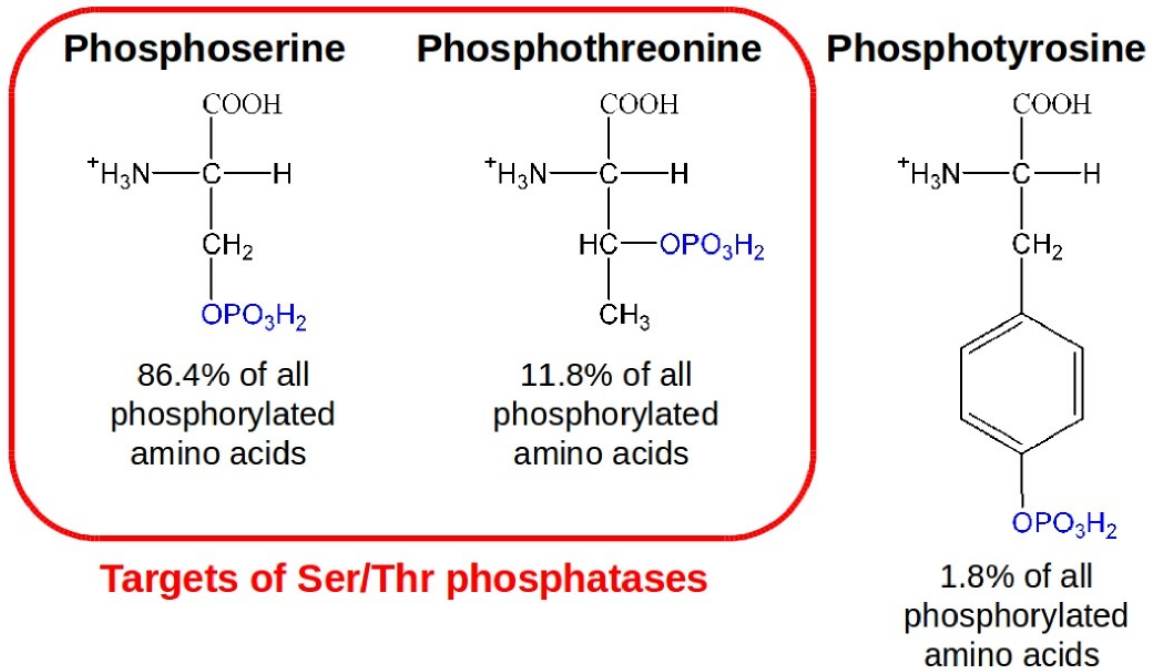 Phosphoserine
COOH
+H3N—C—H
CH2
OPO3H2
86.4% of all
phosphorylated
amino acids
Phosphothreonine
COOH
+H3N—C—H
HC—OPO3H2
CH3
11.8% of all
phosphorylated
amino acids
Targets of Ser/Thr phosphatases
Phosphotyrosine
COOH
+H3N—C—H
CH2
OPO3H2
1.8% of all
phosphorylated
amino acids